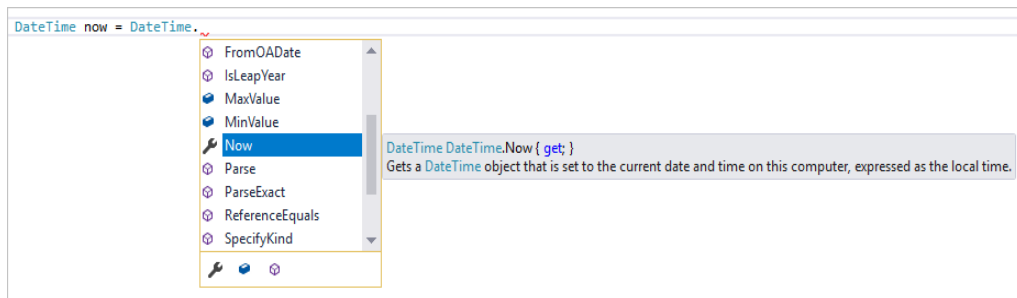 DateTime now = DateTime.
FromOADate
IsLeapYear
MaxValue
MinValue
Now
DateTime DateTime.Now { get; }
Parse
Gets a DateTime object that is set to the current date and time on this computer, expressed as the local time.
ParseExact
ReferenceEquals
SpecifyKind